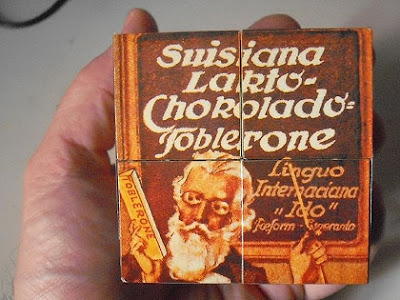 Suisiana
Lakto-
Chokolado=
Toblerone
Linguo
Internaciana
„Ido"
Reform-Esperanto
TOBLERONE